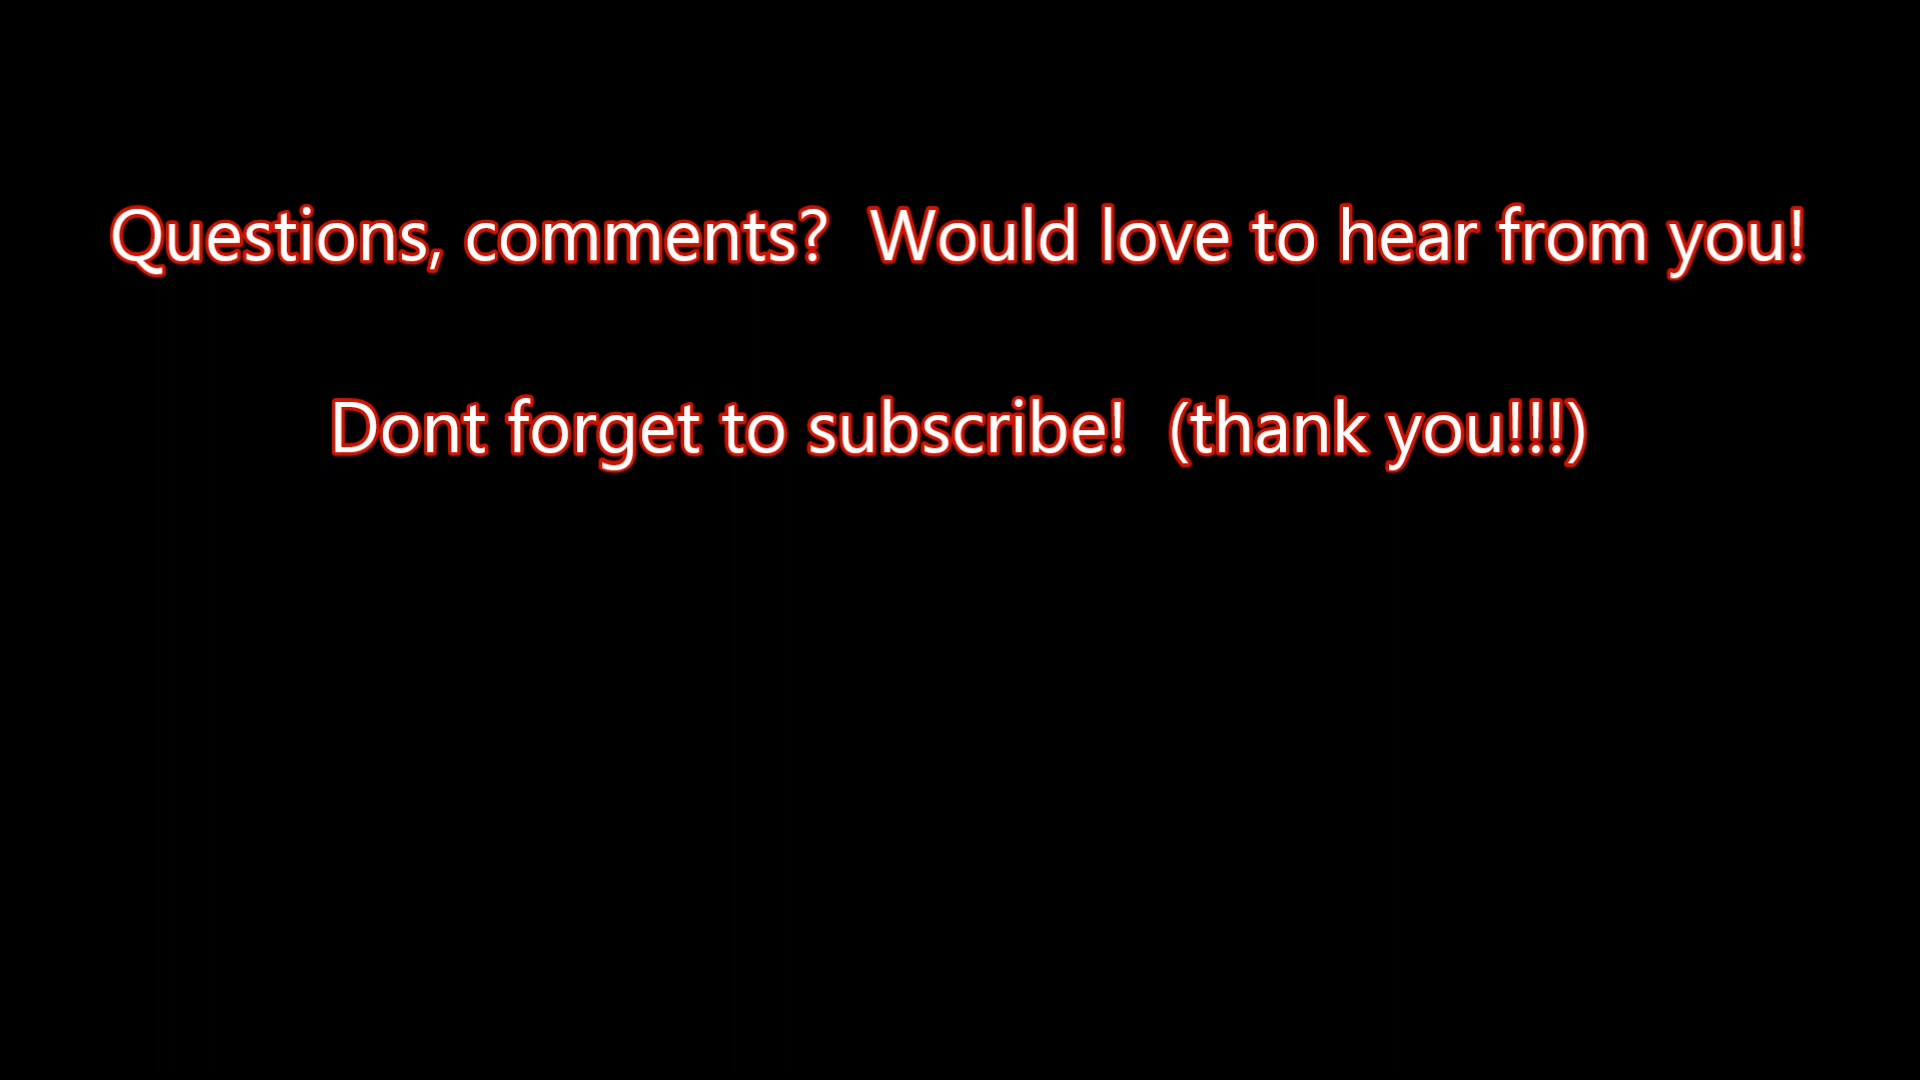 Questions, comments?  Would love to hear from you!
Dont forget to subscribe!  (thank you!!!)